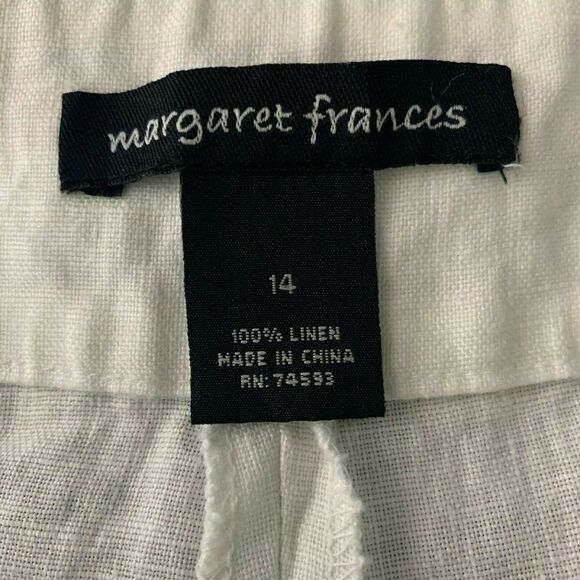 margaret frances
14
100% LINEN
MADE IN CHINA
RN: 74593